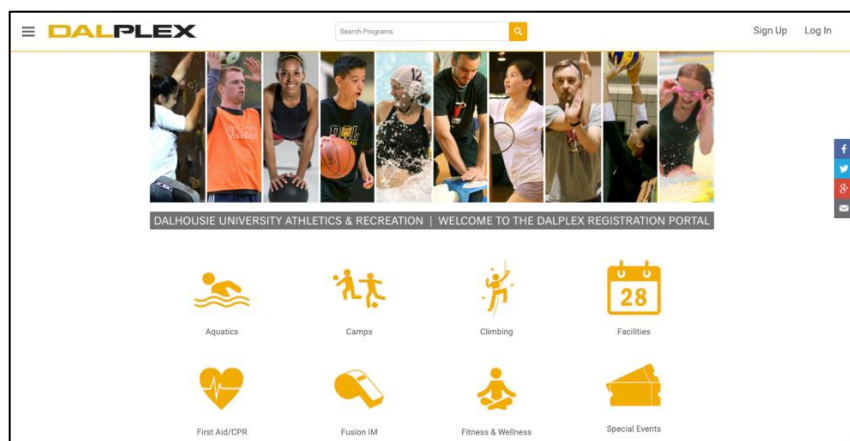 DALPLEX
Search Programs
Sign Up Log In
12
DALHOUSIE UNIVERSITY ATHLETICS & RECREATION | WELCOME TO THE DALPLEX REGISTRATION PORTAL
28
Aquatics Camps Climbing Facilities
First Aid/CPR Fusion IM Fitness & Wellness Special Events